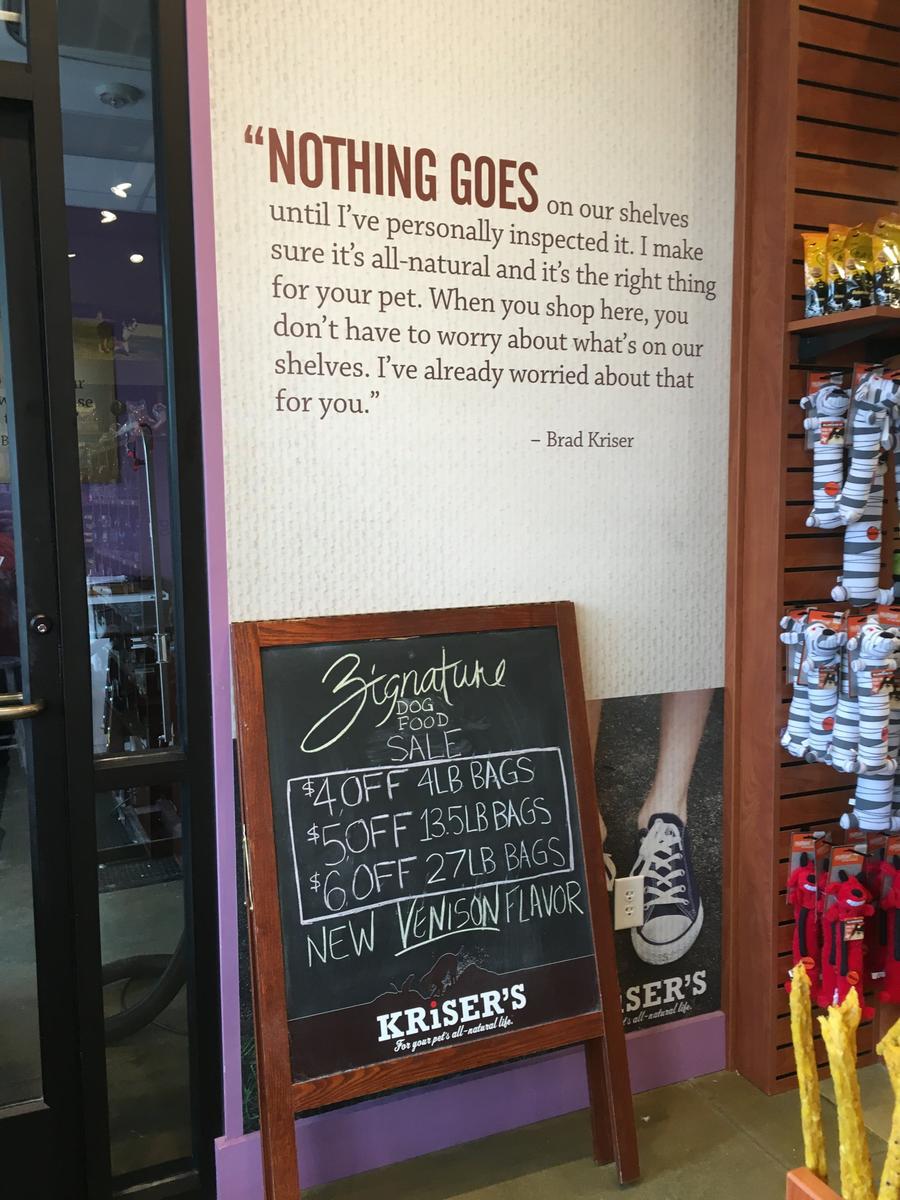 “NOTHING GOES on our shelves
until I’ve personally inspected it. I make
sure it’s all-natural and it’s the right thing
for your pet. When you shop here, you
don’t have to worry about what’s on our
shelves. I’ve already worried about that
for you.”
– Brad Kriser
Zignature
DOG
FOOD
SALE
$4 OFF 4LB BAGS
$5 OFF 13.5LB BAGS
$6 OFF 27LB BAGS
NEW VENISON FLAVOR
KRiSER’S
For your pet’s all-natural life.
SER’S
t’s all-natural life.